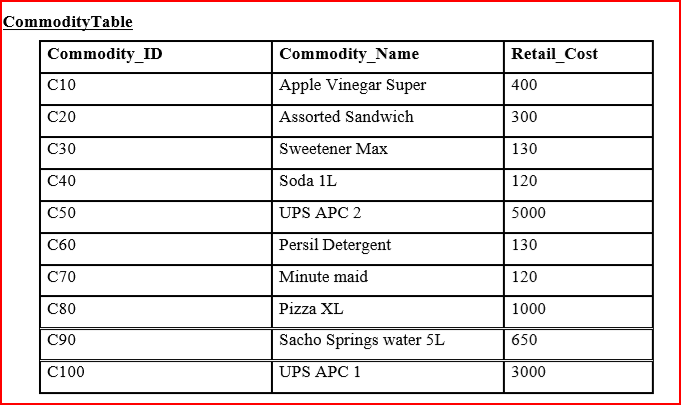 CommodityTable
Commodity_ID Commodity_Name Retail_Cost
C10 Apple Vinegar Super 400
C20 Assorted Sandwich 300
C30 Sweetener Max 130
C40 Soda 1L 120
C50 UPS APC 2 5000
C60 Persil Detergent 130
C70 Minute maid 120
C80 Pizza XL 1000
C90 Sacho Springs water 5L 650
C100 UPS APC 1 3000